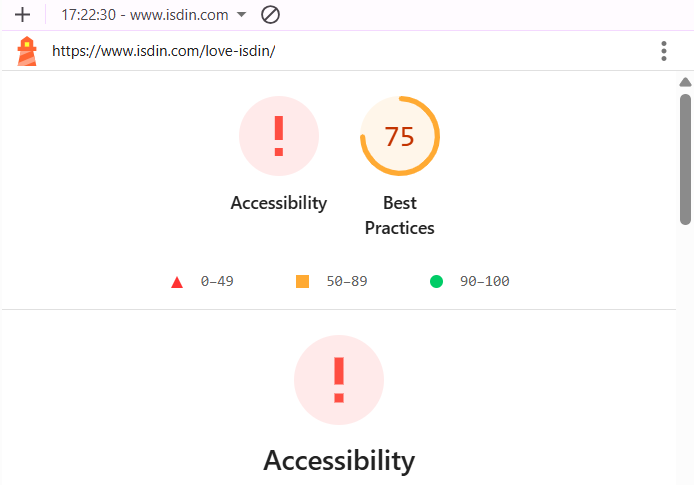 17:22:30 - www.isdin.com
https://www.isdin.com/love-isdin/
!
75
Accessibility
Best
Practices
0–49
50–89
90–100
!
Accessibility